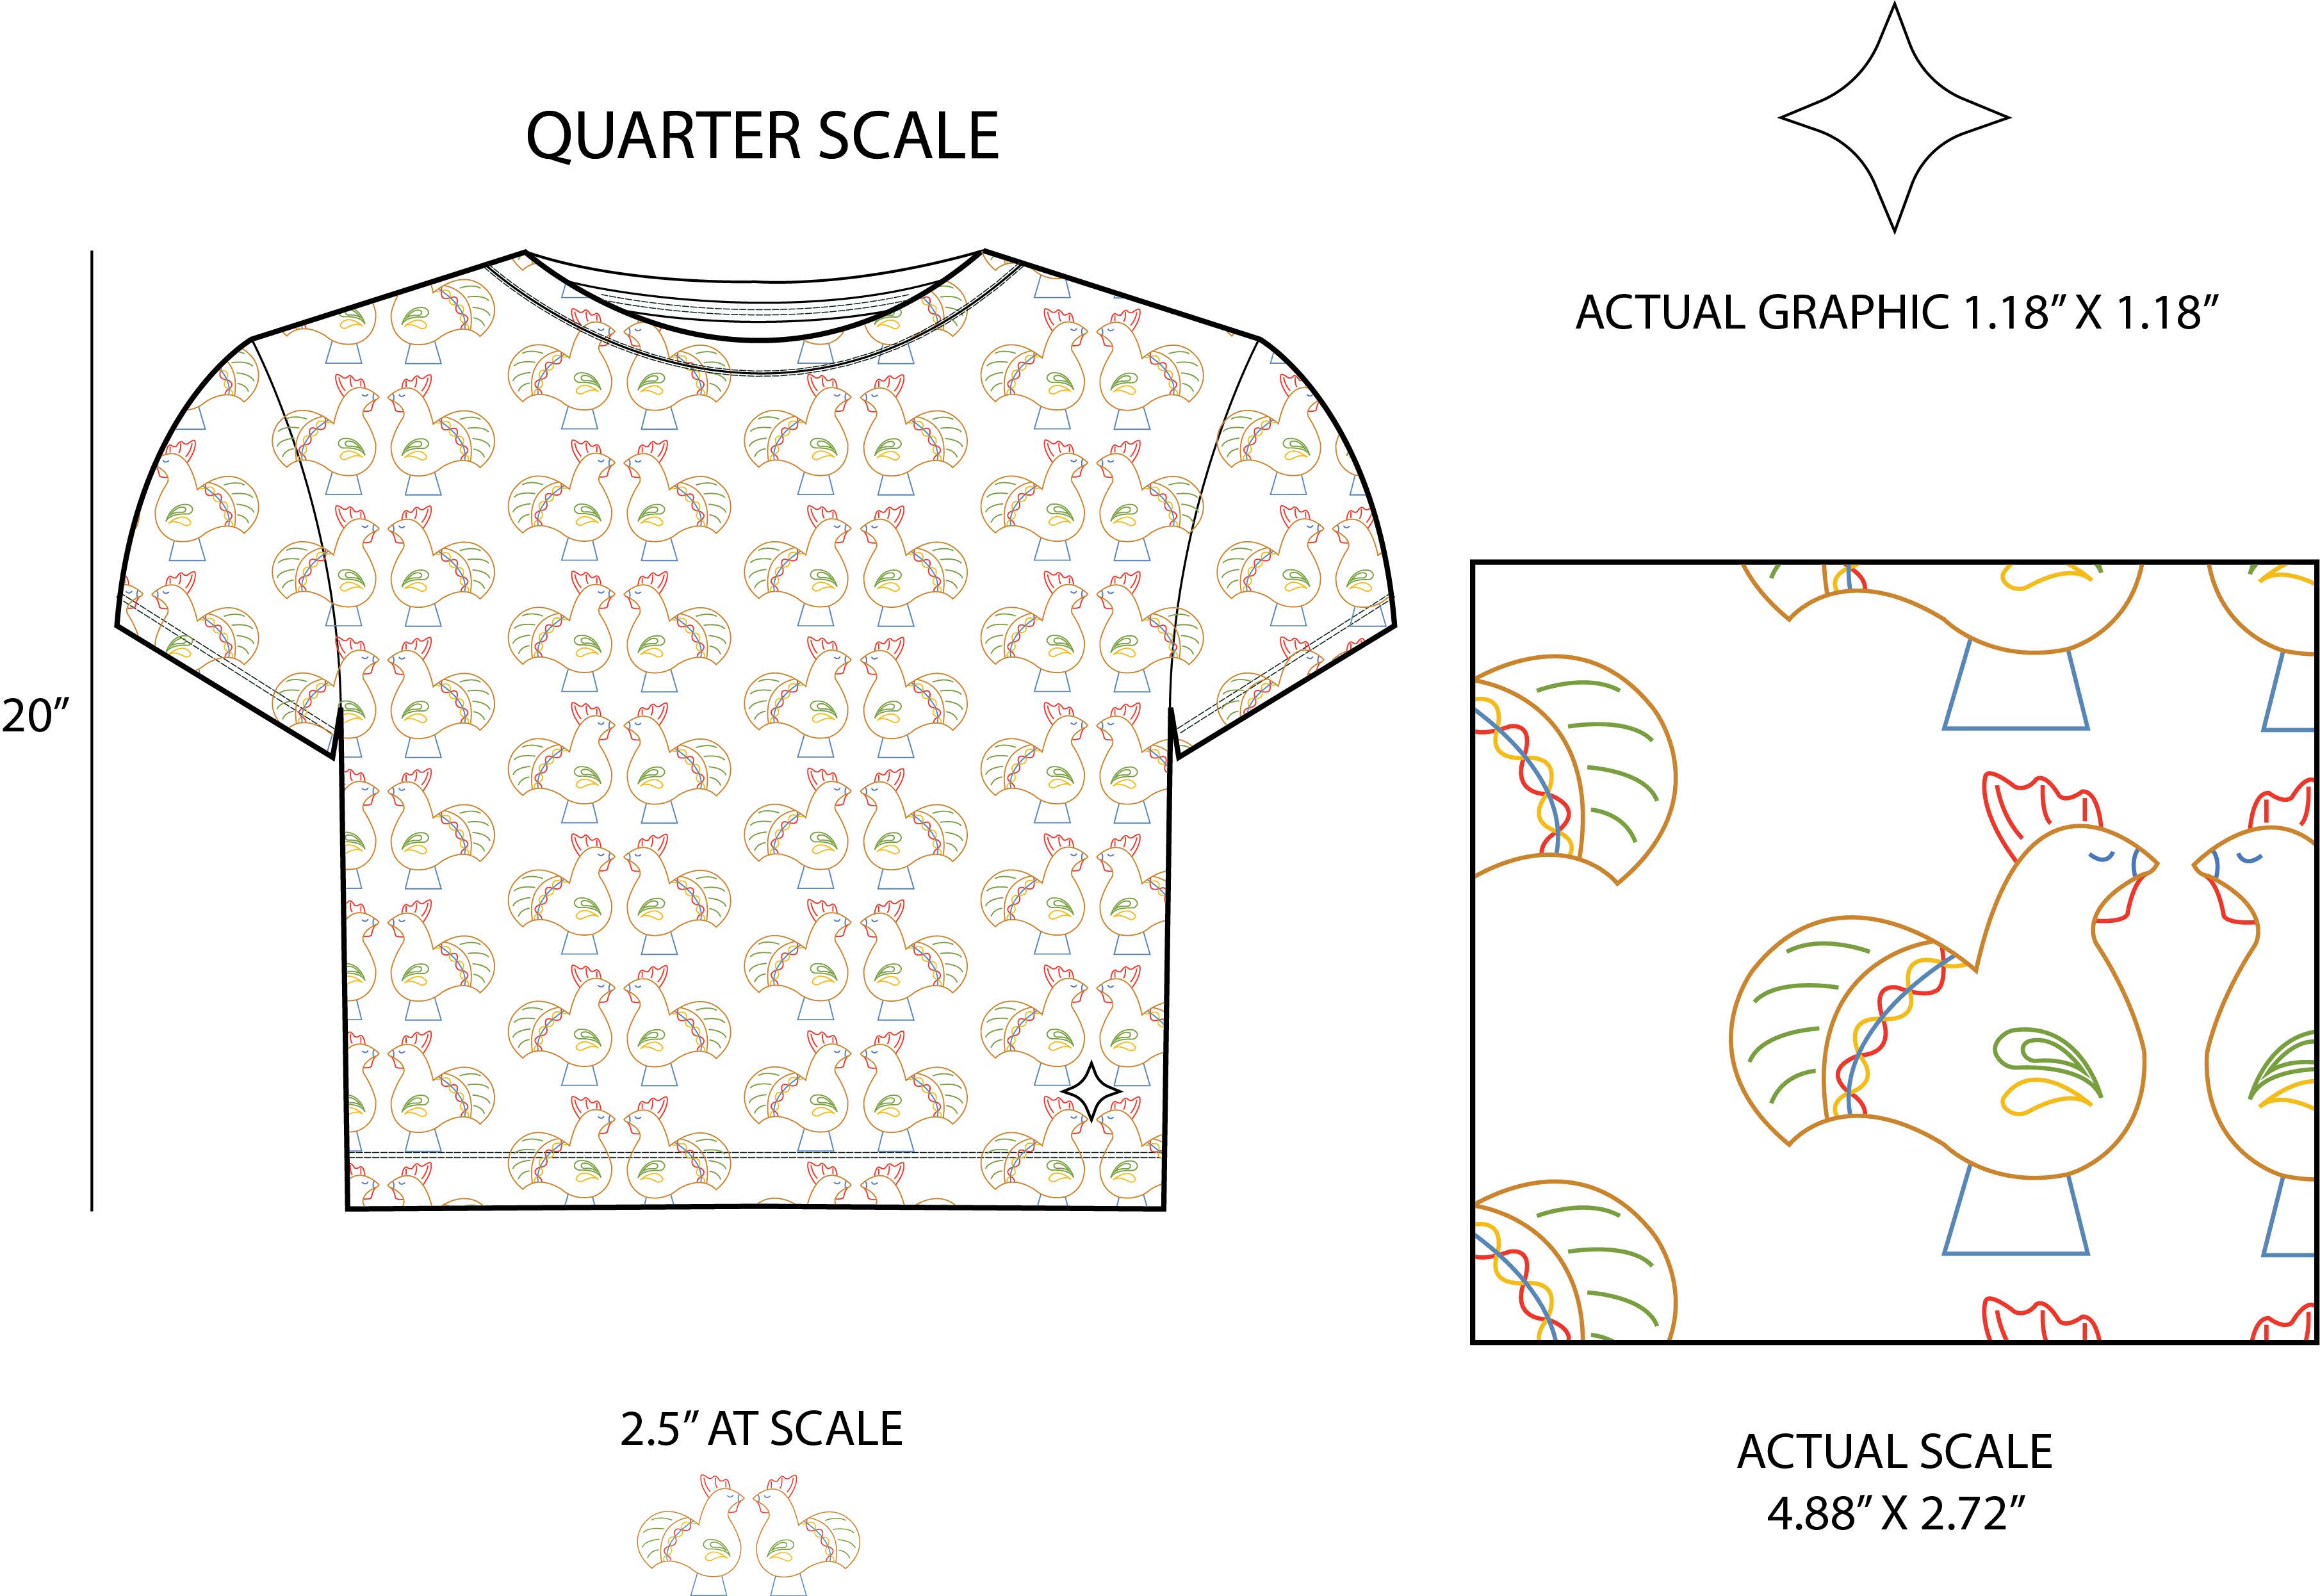 QUARTER SCALE
ACTUAL GRAPHIC 1.18” X 1.18”
20”
2.5” AT SCALE
ACTUAL SCALE
4.88” X 2.72”